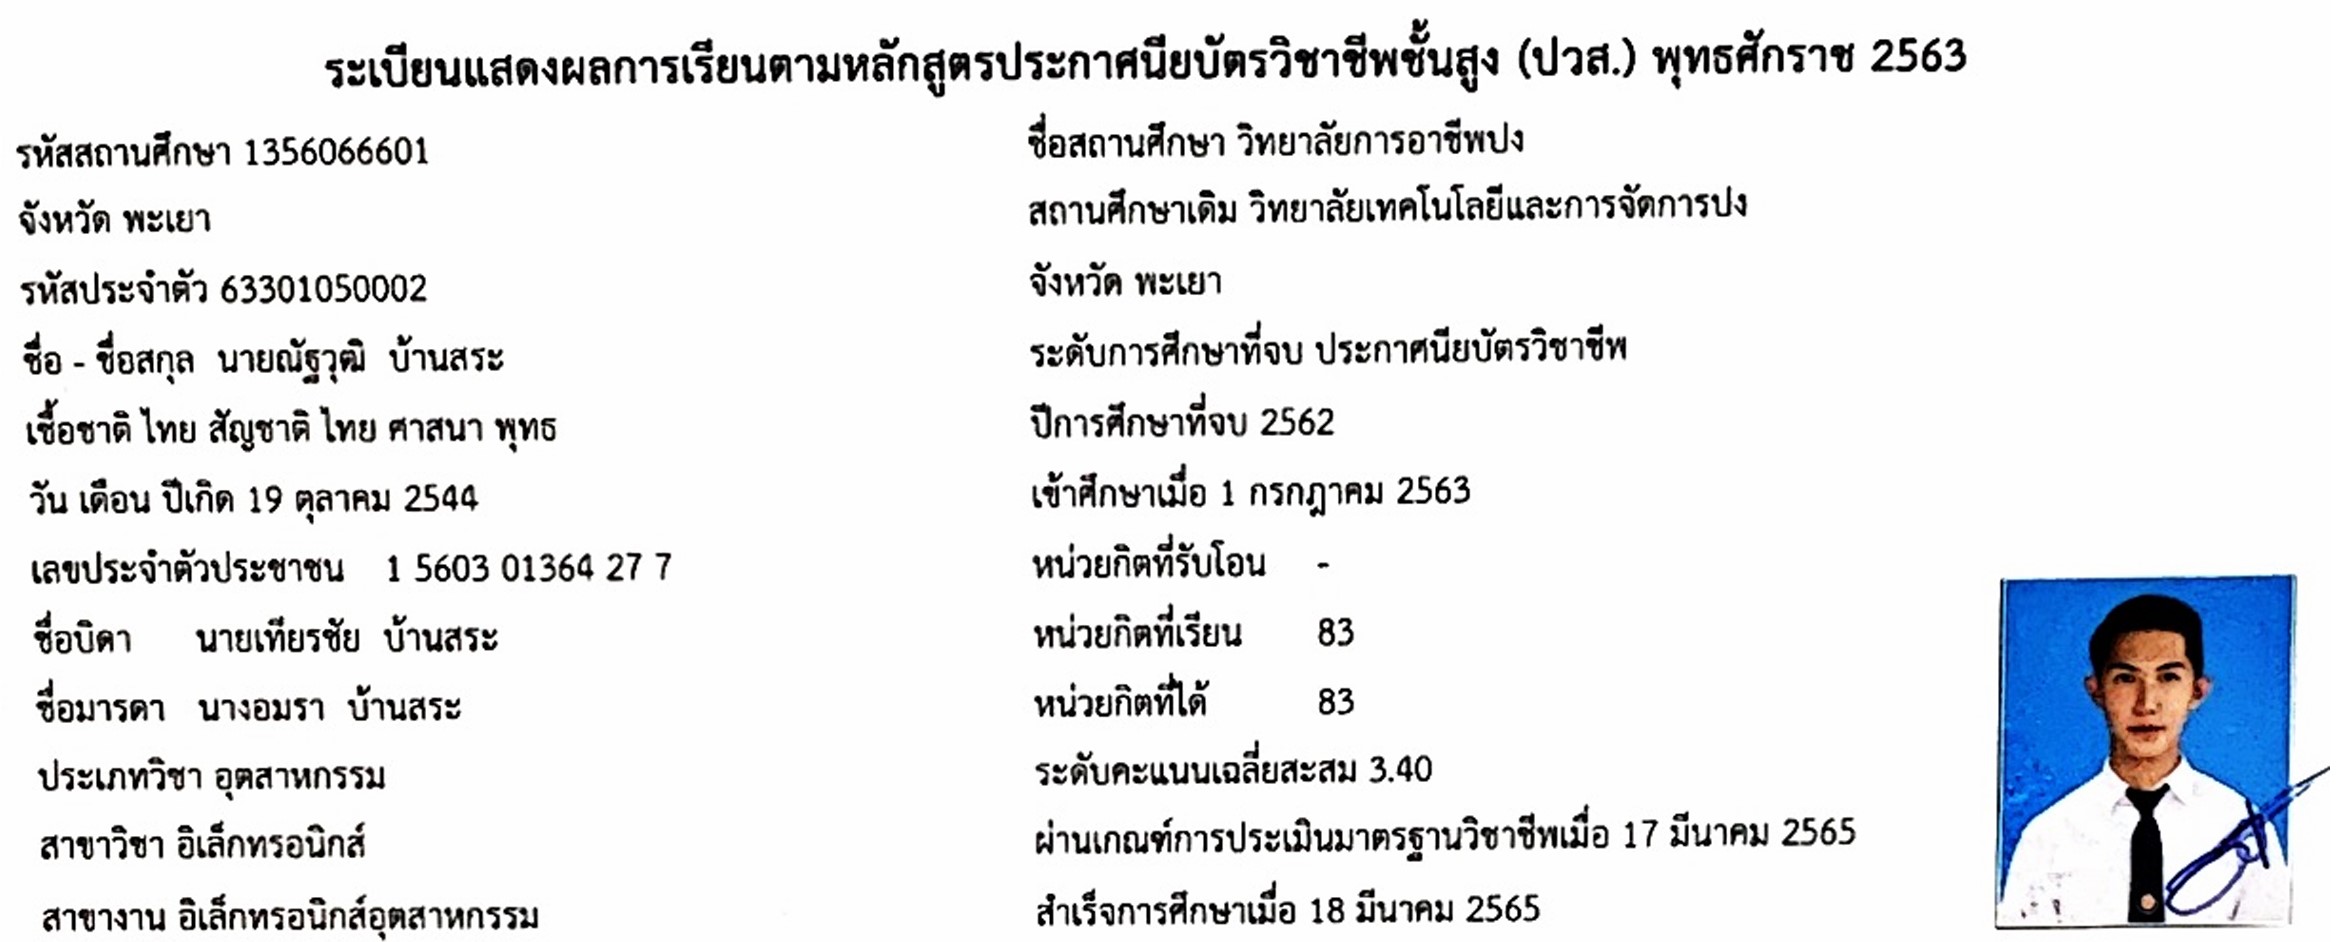 ระเบียนแสดงผลการเรียนตามหลักสูตรประกาศนียบัตรวิชาชีพชั้นสูง (ปวส.) พุทธศักราช 2563
รหัสสถานศึกษา 1356066601
จังหวัด พะเยา
รหัสประจำตัว 63301050002
ชื่อ - ชื่อสกุล นายณัฐวุฒิ บ้านสระ
เชื้อชาติ ไทย สัญชาติ ไทย ศาสนา พุทธ
วัน เดือน ปีเกิด 19 ตุลาคม 2544
เลขประจำตัวประชาชน 1 5603 01364 27 7
ชื่อบิดา นายเทียรชัย บ้านสระ
ชื่อมารดา นางอมรา บ้านสระ
ประเภทวิชา อุตสาหกรรม
สาขาวิชา อิเล็กทรอนิกส์
สาขางาน อิเล็กทรอนิกส์อุตสาหกรรม
ชื่อสถานศึกษา วิทยาลัยการอาชีพปง
สถานศึกษาเดิม วิทยาลัยเทคโนโลยีและการจัดการปง
จังหวัด พะเยา
ระดับการศึกษาที่จบ ประกาศนียบัตรวิชาชีพ
ปีการศึกษาที่จบ 2562
เข้าศึกษาเมื่อ 1 กรกฎาคม 2563
หน่วยกิตที่รับโอน -
หน่วยกิตที่เรียน 83
หน่วยกิตที่ได้ 83
ระดับคะแนนเฉลี่ยสะสม 3.40
ผ่านเกณฑ์การประเมินมาตรฐานวิชาชีพเมื่อ 17 มีนาคม 2565
สำเร็จการศึกษาเมื่อ 18 มีนาคม 2565